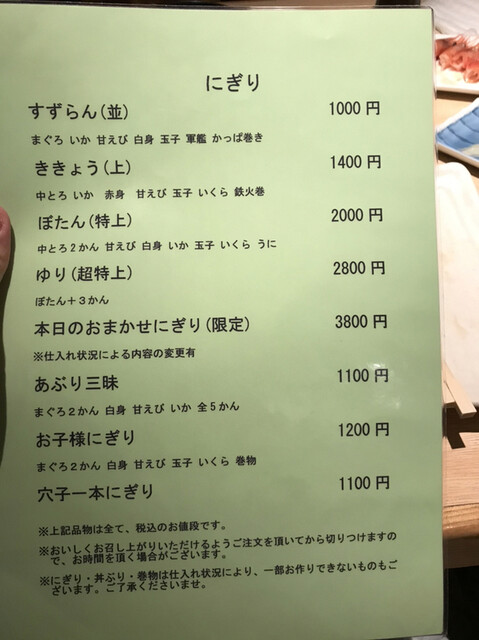 にぎり
すずらん(並) 1000円
まぐろ いか 甘えび 白身 玉子 軍艦 かっぱ巻き
ききょう(上) 1400円
中とろ いか 赤身 甘えび 玉子 いくら 鉄火巻
ぼたん(特上) 2000円
中とろ2かん 甘えび 白身 いか 玉子 いくら うに
ゆり(超特上) 2800円
ぼたん+3かん
本日のおまかせにぎり(限定) 3800円
※仕入れ状況による内容の変更有
あぶり三昧 1100円
まぐろ2かん 白身 甘えび いか 全5かん
お子様にぎり 1200円
まぐろ2かん 白身 甘えび 玉子 いくら 巻物
穴子一本にぎり 1100円
※上記品物は全て、税込のお値段です。
※おいしくお召し上がりいただけるようご注文を頂いてから切りつけますの
で、お時間を頂く場合がございます。
※にぎり・丼ぶり・巻物は仕入れ状況により、一部お作りできないものもご
ざいます。ご了承くださいませ。